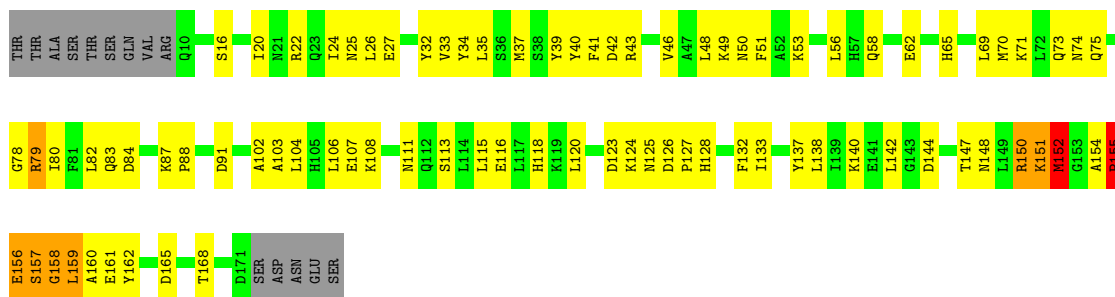 THR THR ALA SER THR SER GLN VAL ARG Q10 S16 I20 N21 R22 Q23 I24 N25 L26 E27 Y32 V33 Y34 L35 S36 M37 S38 Y39 Y40 F41 D42 R43 V46 A47 L48 K49 N50 F51 A52 K53 L56 H57 Q58 E62 H65 L69 M70 K71 L72 Q73 N74 Q75
G78 R79 I80 F81 L82 Q83 D84 K87 P88 D91 A102 A103 L104 H105 L106 E107 K108 N111 Q112 S113 L114 L115 E116 L117 H118 K119 L120 D123 K124 N125 D126 P127 H128 F132 I133 Y137 L138 I139 K140 E141 L142 G143 D144 T147 N148 L149 R150 K151 M152 G153 A154
E156 S157 G158 L159 A160 E161 Y162 D165 T168 D171 SER ASP ASN GLU SER